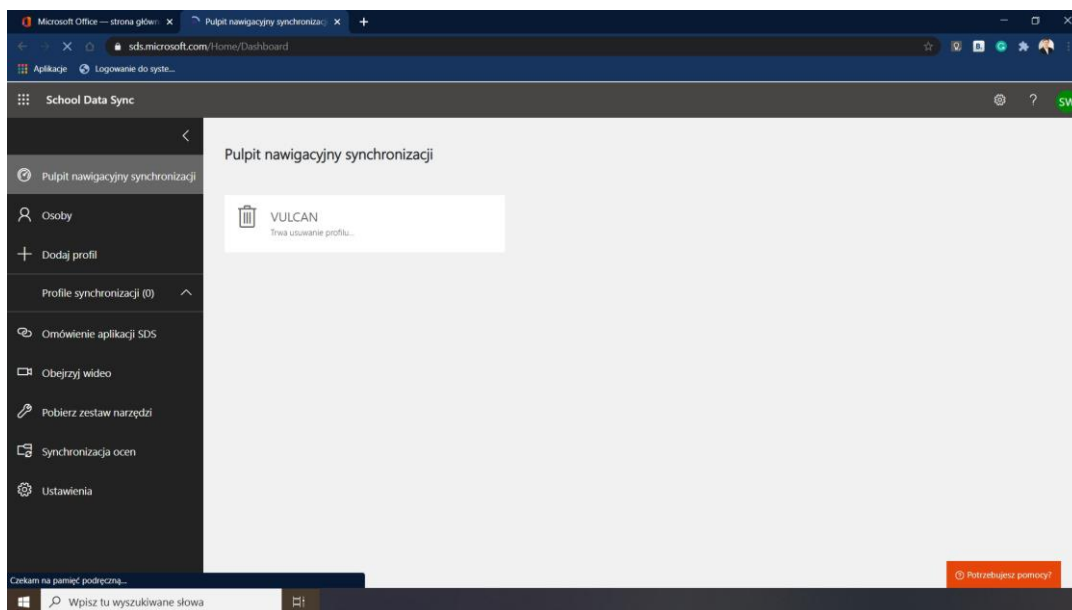 Microsoft Office — strona główn
Pulpit nawigacyjny synchronizacj
sds.microsoft.com/Home/Dashboard
Aplikacje
Logowanie do syste...
School Data Sync
SW
Pulpit nawigacyjny synchronizacji
Osoby
Dodaj profil
Profile synchronizacji (0)
Omówienie aplikacji SDS
Obejrzyj wideo
Pobierz zestaw narzędzi
Synchronizacja ocen
Ustawienia
Pulpit nawigacyjny synchronizacji
VULCAN
Trwa usuwanie profilu...
Potrzebujesz pomocy?
Czekam na pamięć podręczną...
Wpisz tu wyszukiwane słowa